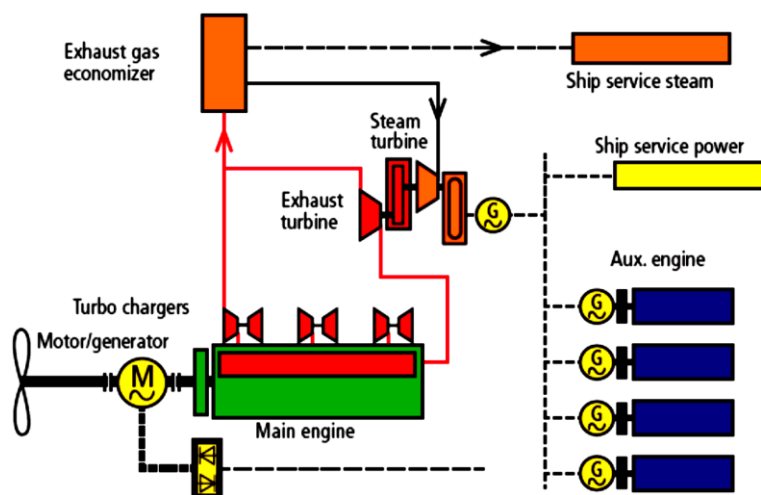 Exhaust gas
economizer
Ship service steam
Steam
turbine
Ship service power
Exhaust
turbine
G
Aux. engine
Turbo chargers
Motor/generator
G
M
G
Main engine
G
G